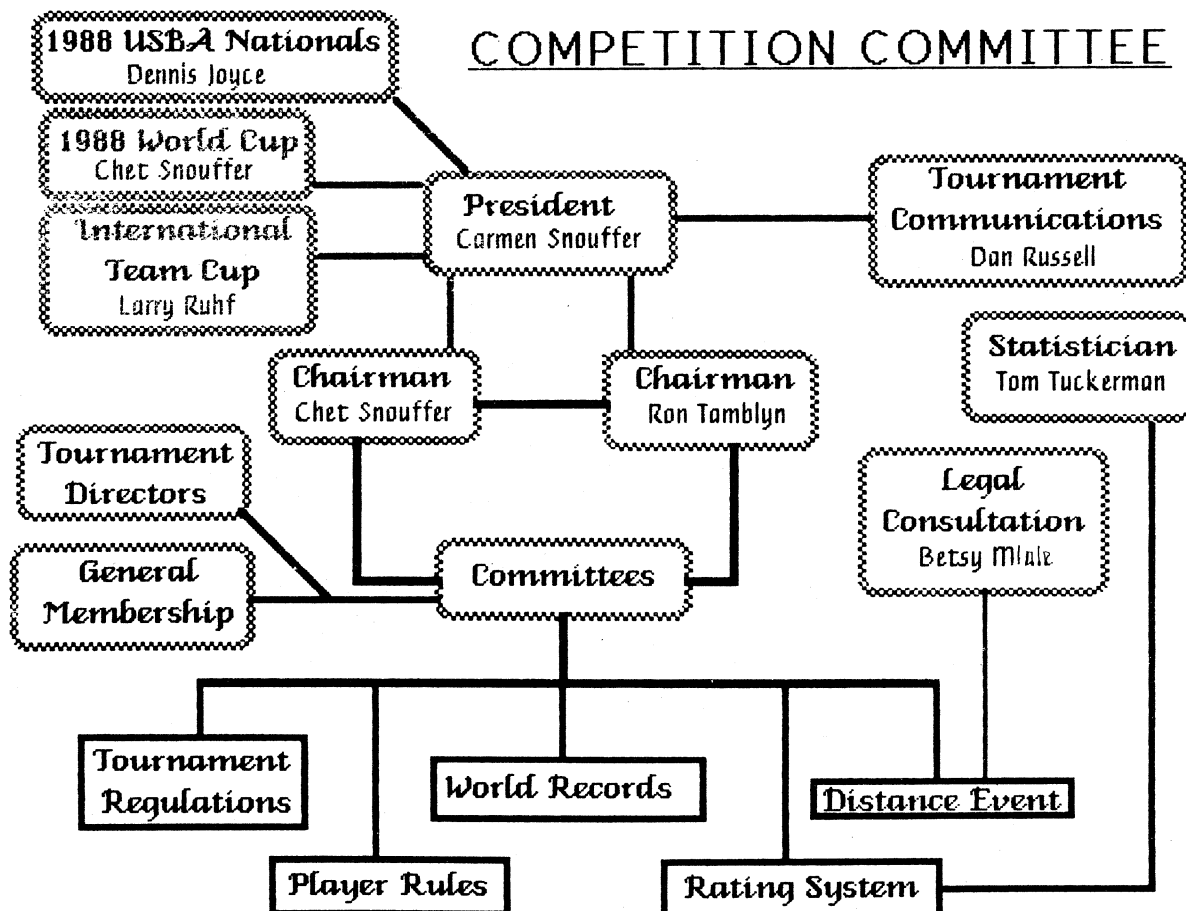 COMPETITION COMMITTEE
1988 USBA Nationals
Dennis Joyce
1988 World Cup
Chet Snouffer
International
Team Cup
Larry Ruhf
President
Carmen Snouffer
Tournament
Communications
Dan Russell
Statistician
Tom Tuckerman
Chairman
Chet Snouffer
Chairman
Ron Tamblyn
Tournament
Directors
Legal
Consultation
Betsy
General
Membership
Committees
Tournament
Regulations
World Records
Distance Event
Player Rules
Rating System